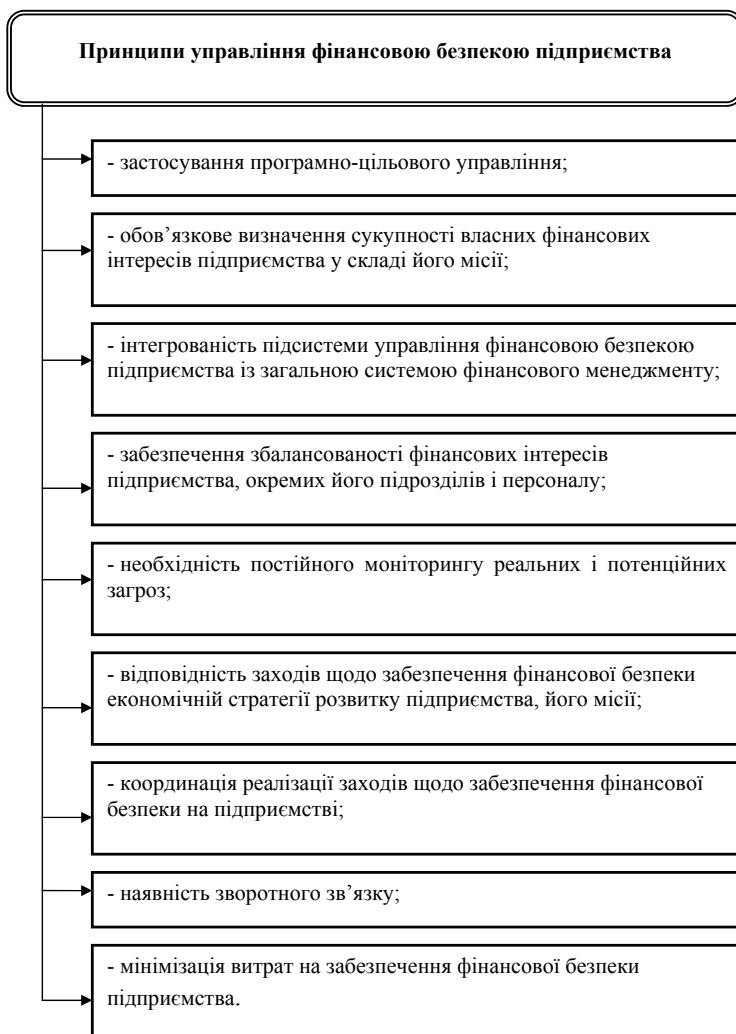 Принципи управління фінансовою безпекою підприємства
- застосування програмно-цільового управління;
- обов’язкове визначення сукупності власних фінансових
інтересів підприємства у складі його місії;
- інтегрованість підсистеми управління фінансовою безпекою
підприємства із загальною системою фінансового менеджменту;
- забезпечення збалансованості фінансових інтересів
підприємства, окремих його підрозділів і персоналу;
- необхідність постійного моніторингу реальних і потенційних
загроз;
- відповідність заходів щодо забезпечення фінансової безпеки
економічній стратегії розвитку підприємства, його місії;
- координація реалізації заходів щодо забезпечення фінансової
безпеки на підприємстві;
- наявність зворотного зв’язку;
- мінімізація витрат на забезпечення фінансової безпеки
підприємства.